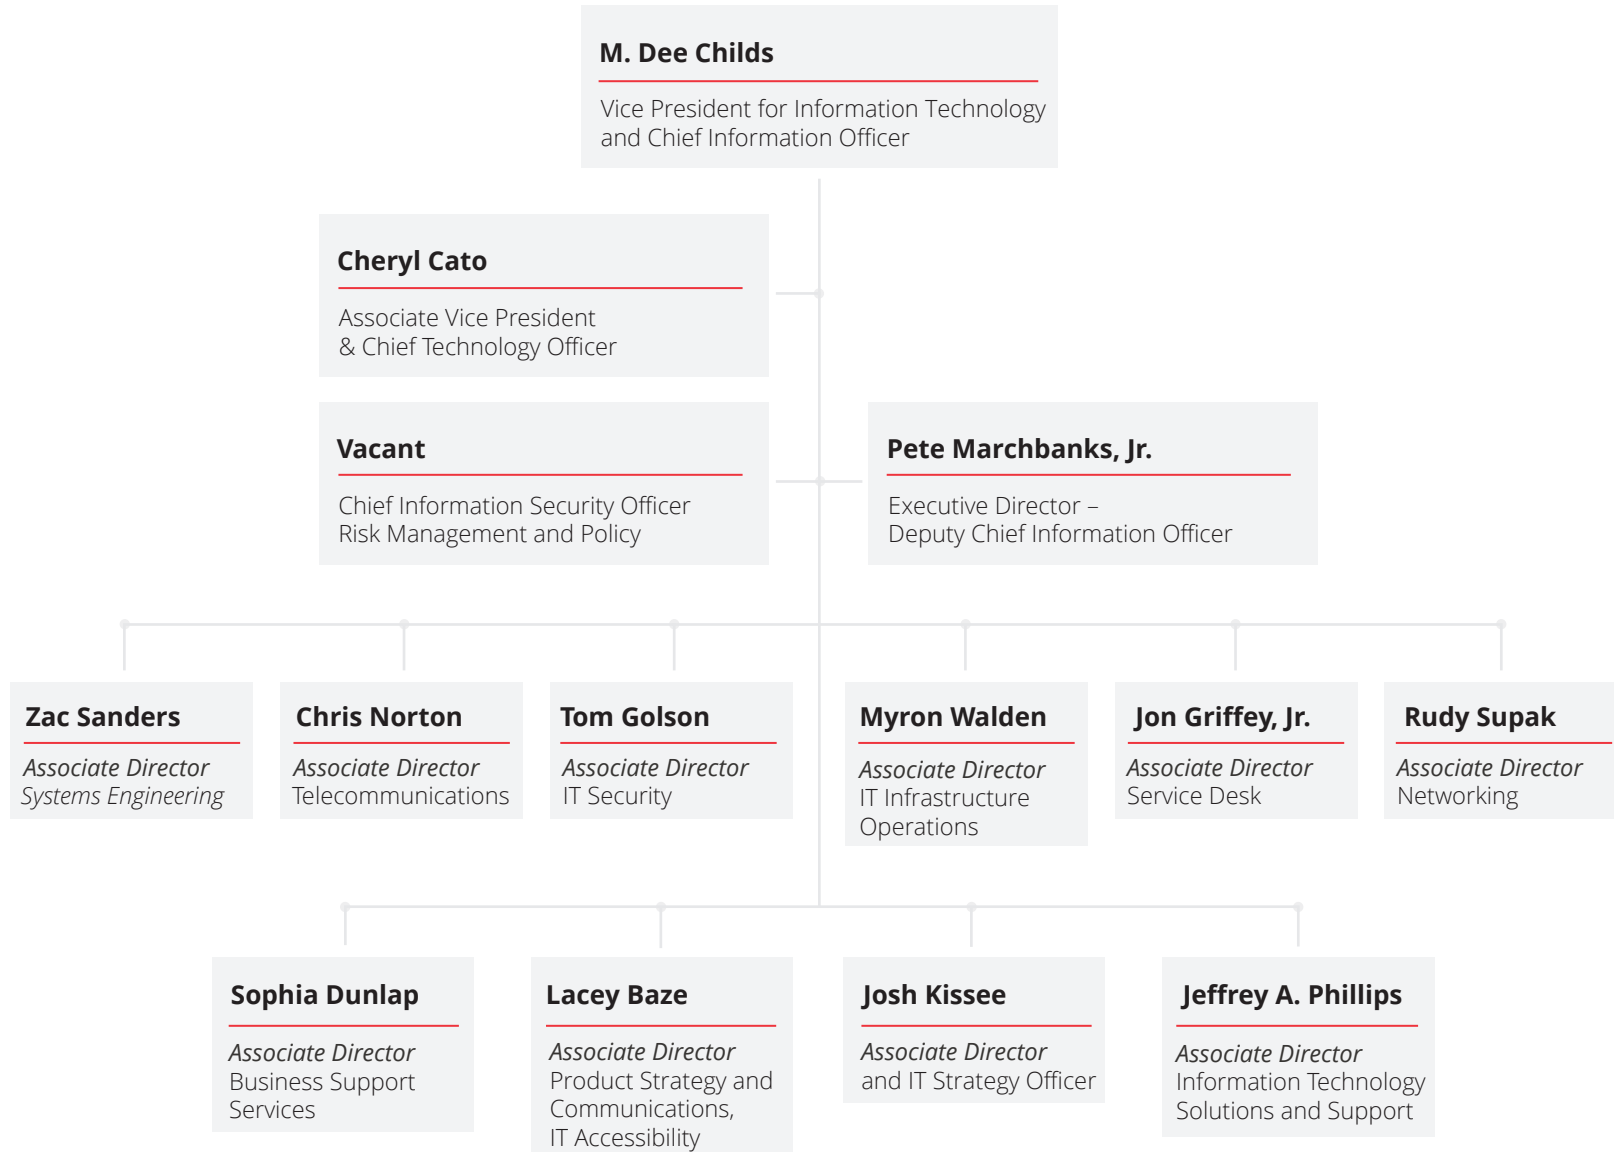 M. Dee Childs
Vice President for Information Technology
and Chief Information Officer
Cheryl Cato
Associate Vice President
& Chief Technology Officer
Vacant
Chief Information Security Officer
Risk Management and Policy
Pete Marchbanks, Jr.
Executive Director –
Deputy Chief Information Officer
Zac Sanders
Associate Director
Systems Engineering
Chris Norton
Associate Director
Telecommunications
Tom Golson
Associate Director
IT Security
Myron Walden
Associate Director
IT Infrastructure
Operations
Jon Griffey, Jr.
Associate Director
Service Desk
Rudy Supak
Associate Director
Networking
Sophia Dunlap
Associate Director
Business Support
Services
Lacey Baze
Associate Director
Product Strategy and
Communications,
IT Accessibility
Josh Kissee
Associate Director
and IT Strategy Officer
Jeffrey A. Phillips
Associate Director
Information Technology
Solutions and Support